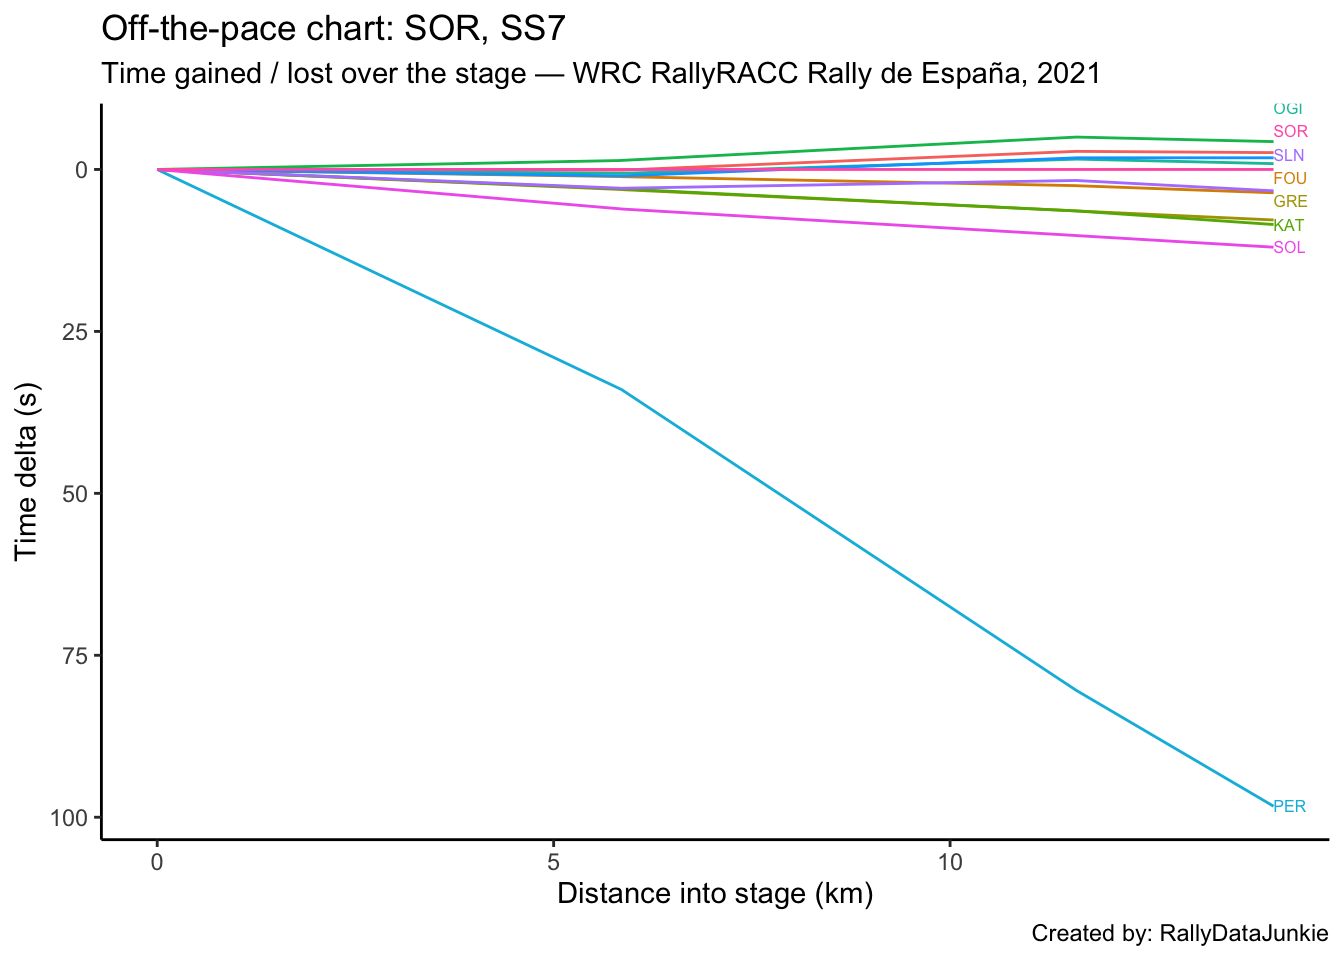 Off-the-pace chart: SOR, SS7
Time gained / lost over the stage — WRC RallyRACC Rally de España, 2021
OGI
SOR
SLN
FOU
GRE
KAT
SOL
PER
0
25
50
75
100
Time delta (s)
0 5 10
Distance into stage (km)
Created by: RallyDataJunkie